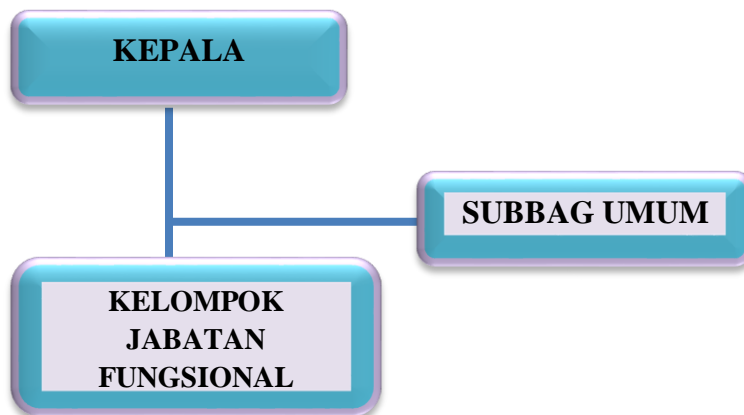 KEPALA
SUBBAG UMUM
KELOMPOK
JABATAN
FUNGSIONAL